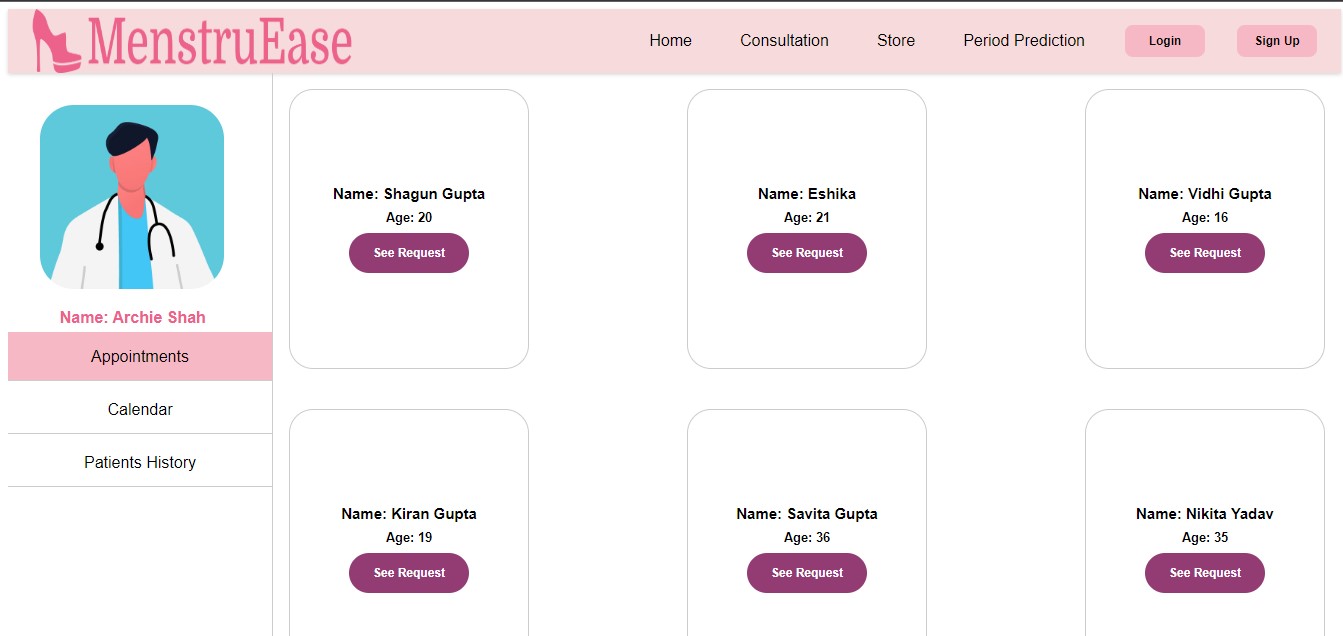 MenstruEase
Home Consultation Store Period Prediction Login Sign Up
Name: Archie Shah
Appointments
Calendar
Patients History
Name: Shagun Gupta
Age: 20
See Request
Name: Eshika
Age: 21
See Request
Name: Vidhi Gupta
Age: 16
See Request
Name: Kiran Gupta
Age: 19
See Request
Name: Savita Gupta
Age: 36
See Request
Name: Nikita Yadav
Age: 35
See Request